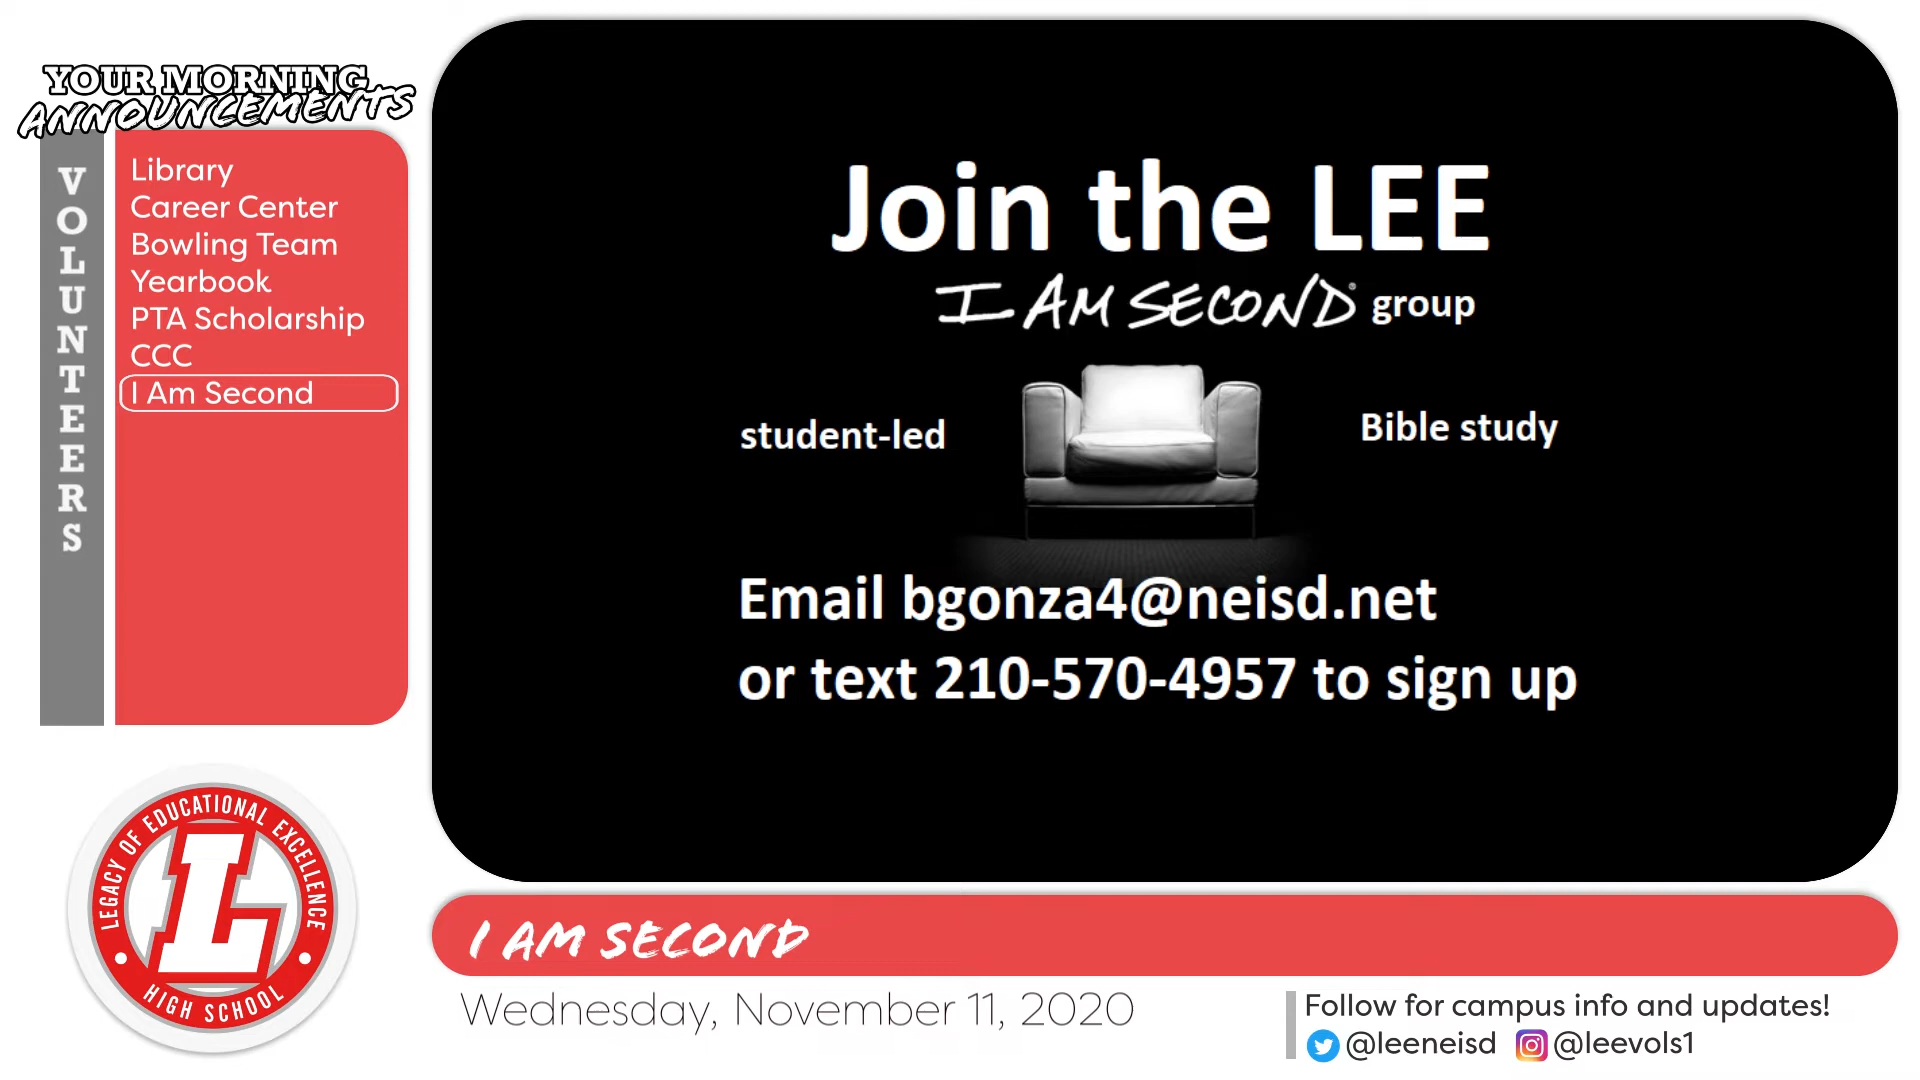 YOUR MORNING
ANNOUNCEMENTS
VOLUNTEERS
Library
Career Center
Bowling Team
Yearbook
PTA Scholarship
CCC
I Am Second
Join the LEE
I AM SECOND® group
student-led
Bible study
Email bgonza4@neisd.net
or text 210-570-4957 to sign up
LEGACY OF EDUCATIONAL EXCELLENCE
L
HIGH SCHOOL
I AM SECOND
Wednesday, November 11, 2020
Follow for campus info and updates!
@leeneisd @leevols1